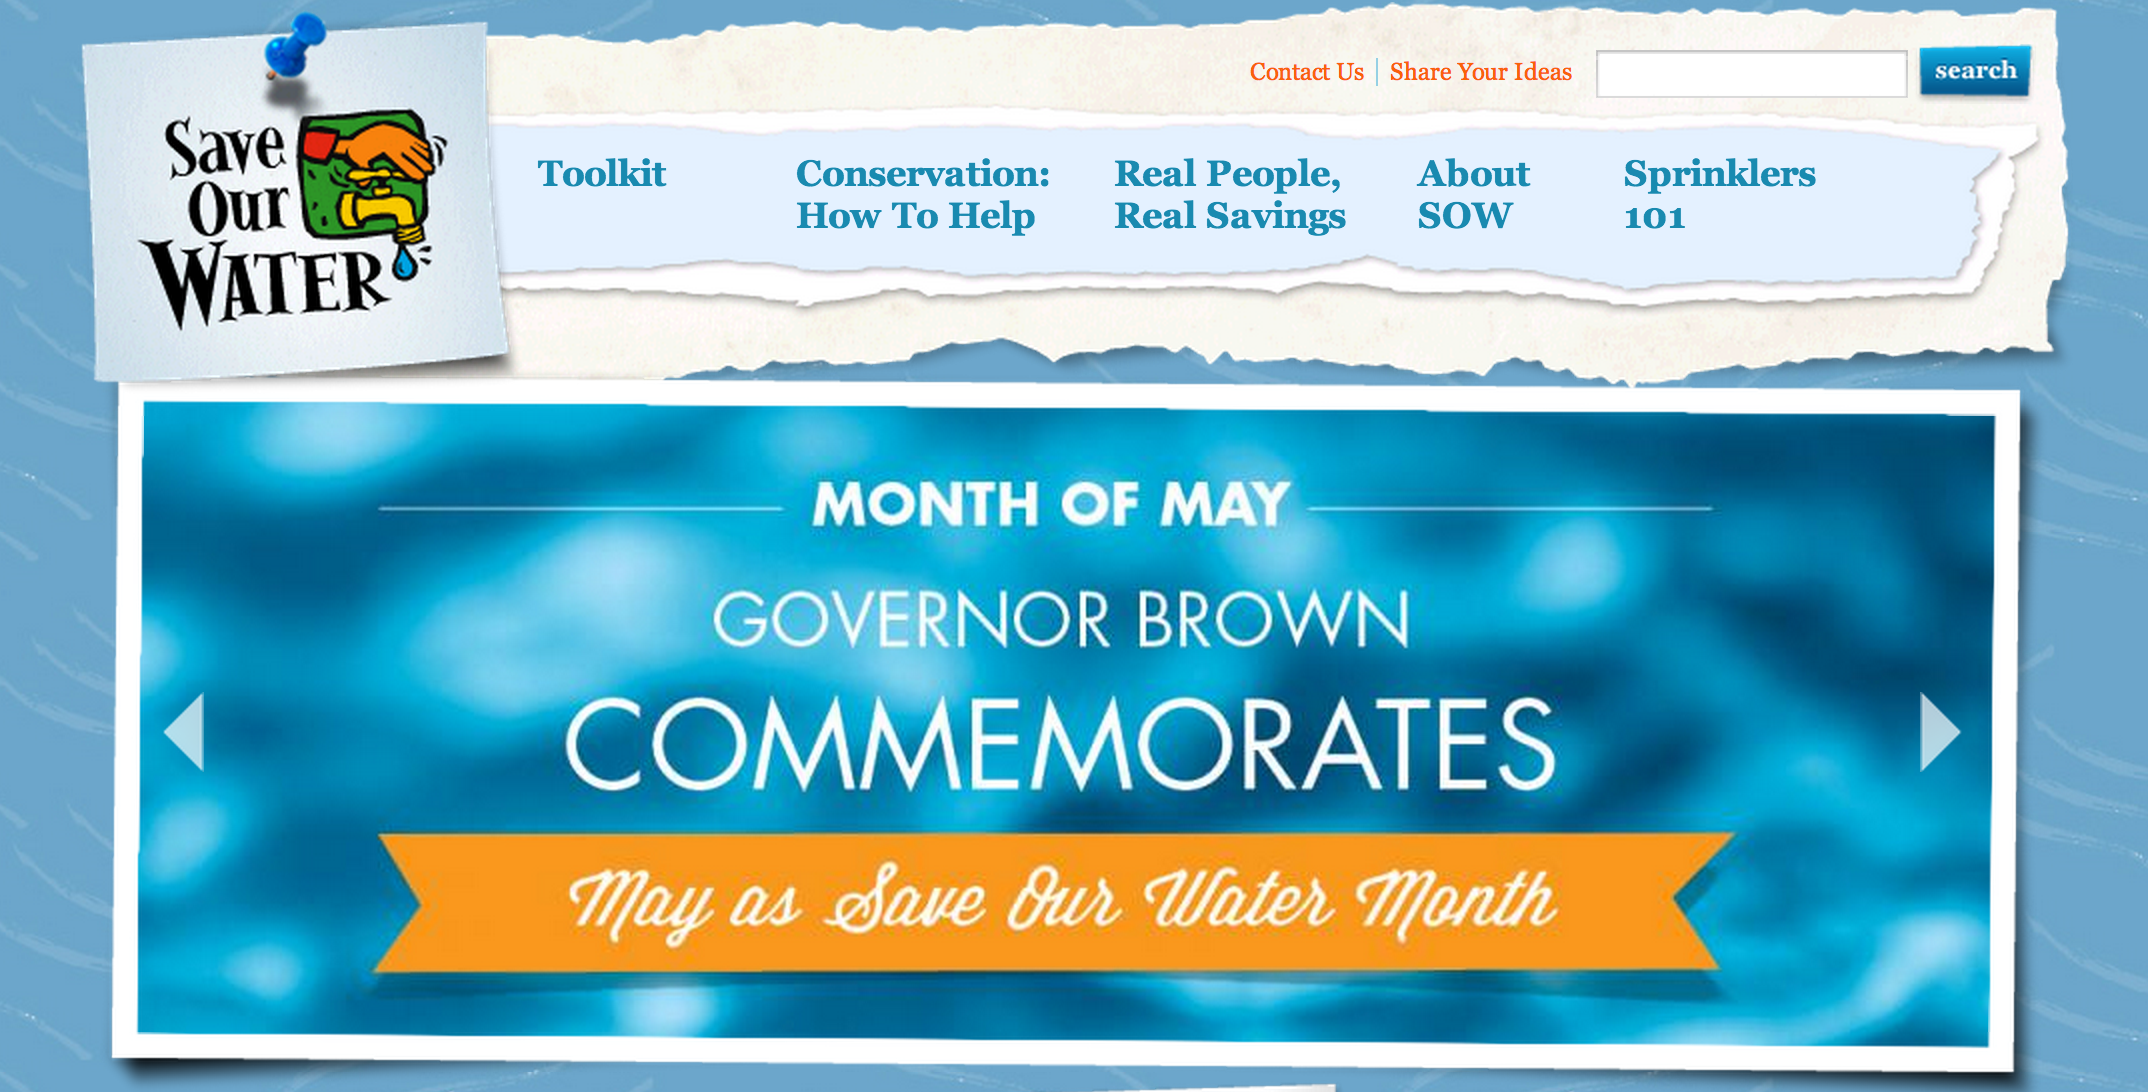 Save
Our
WATER
Contact Us | Share Your Ideas
search
Toolkit
Conservation:
How To Help
Real People,
Real Savings
About
SOW
Sprinklers
101
MONTH OF MAY
GOVERNOR BROWN
COMMEMORATES
May as Save Our Water Month